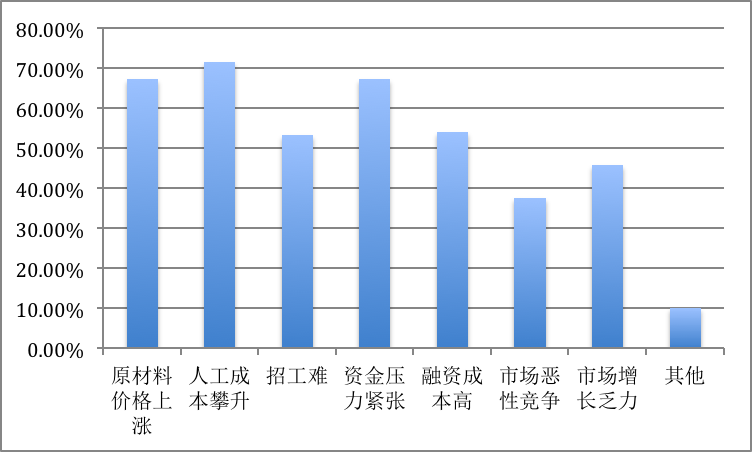 80.00%
70.00%
60.00%
50.00%
40.00%
30.00%
20.00%
10.00%
0.00%
原材料
价格上
涨
人工成
本攀升
招工难
资金压
力紧张
融资成
本高
市场恶
性竞争
市场增
长乏力
其他